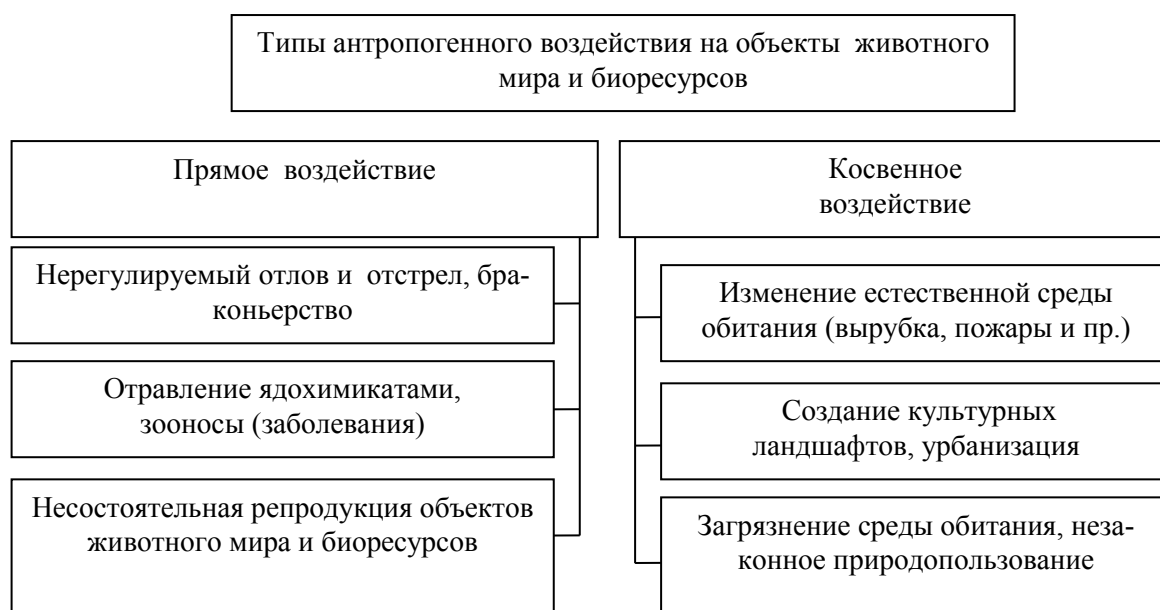 Типы антропогенного воздействия на объекты животного
мира и биоресурсов
Прямое воздействие
Косвенное
воздействие
Нерегулируемый отлов и отстрел, бра-
коньерство
Изменение естественной среды
обитания (вырубка, пожары и пр.)
Отравление ядохимикатами,
зооносы (заболевания)
Создание культурных
ландшафтов, урбанизация
Несостоятельная репродукция объектов
животного мира и биоресурсов
Загрязнение среды обитания, неза-
конное природопользование